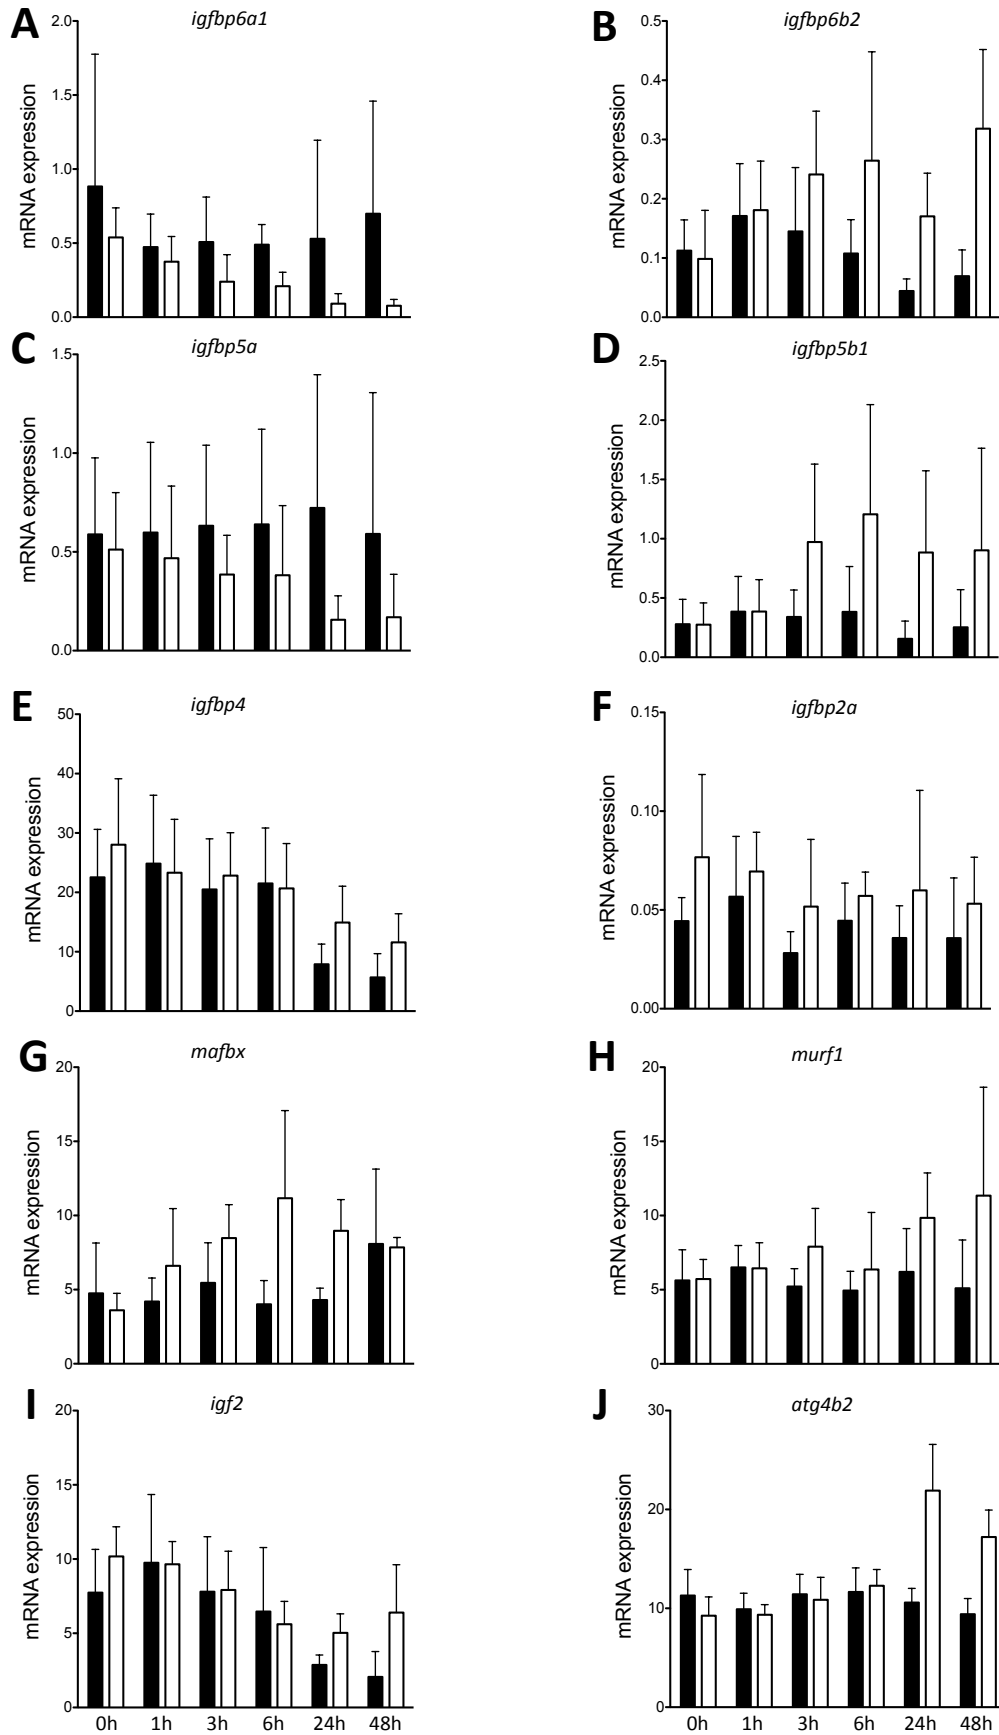 A
igfbp6a1
mRNA expression
2.0
1.5
1.0
0.5
0.0
B
igfbp6b2
mRNA expression
0.5
0.4
0.3
0.2
0.1
0.0
C
igfbp5a
mRNA expression
1.5
1.0
0.5
0.0
D
igfbp5b1
mRNA expression
2.5
2.0
1.5
1.0
0.5
0.0
E
igfbp4
mRNA expression
50
40
30
20
10
0
F
igfbp2a
mRNA expression
0.15
0.10
0.05
0.00
G
mafbx
mRNA expression
20
15
10
5
0
H
murf1
mRNA expression
20
15
10
5
0
I
igf2
mRNA expression
20
15
10
5
0
0h 1h 3h 6h 24h 48h
J
atg4b2
mRNA expression
30
20
10
0
0h 1h 3h 6h 24h 48h